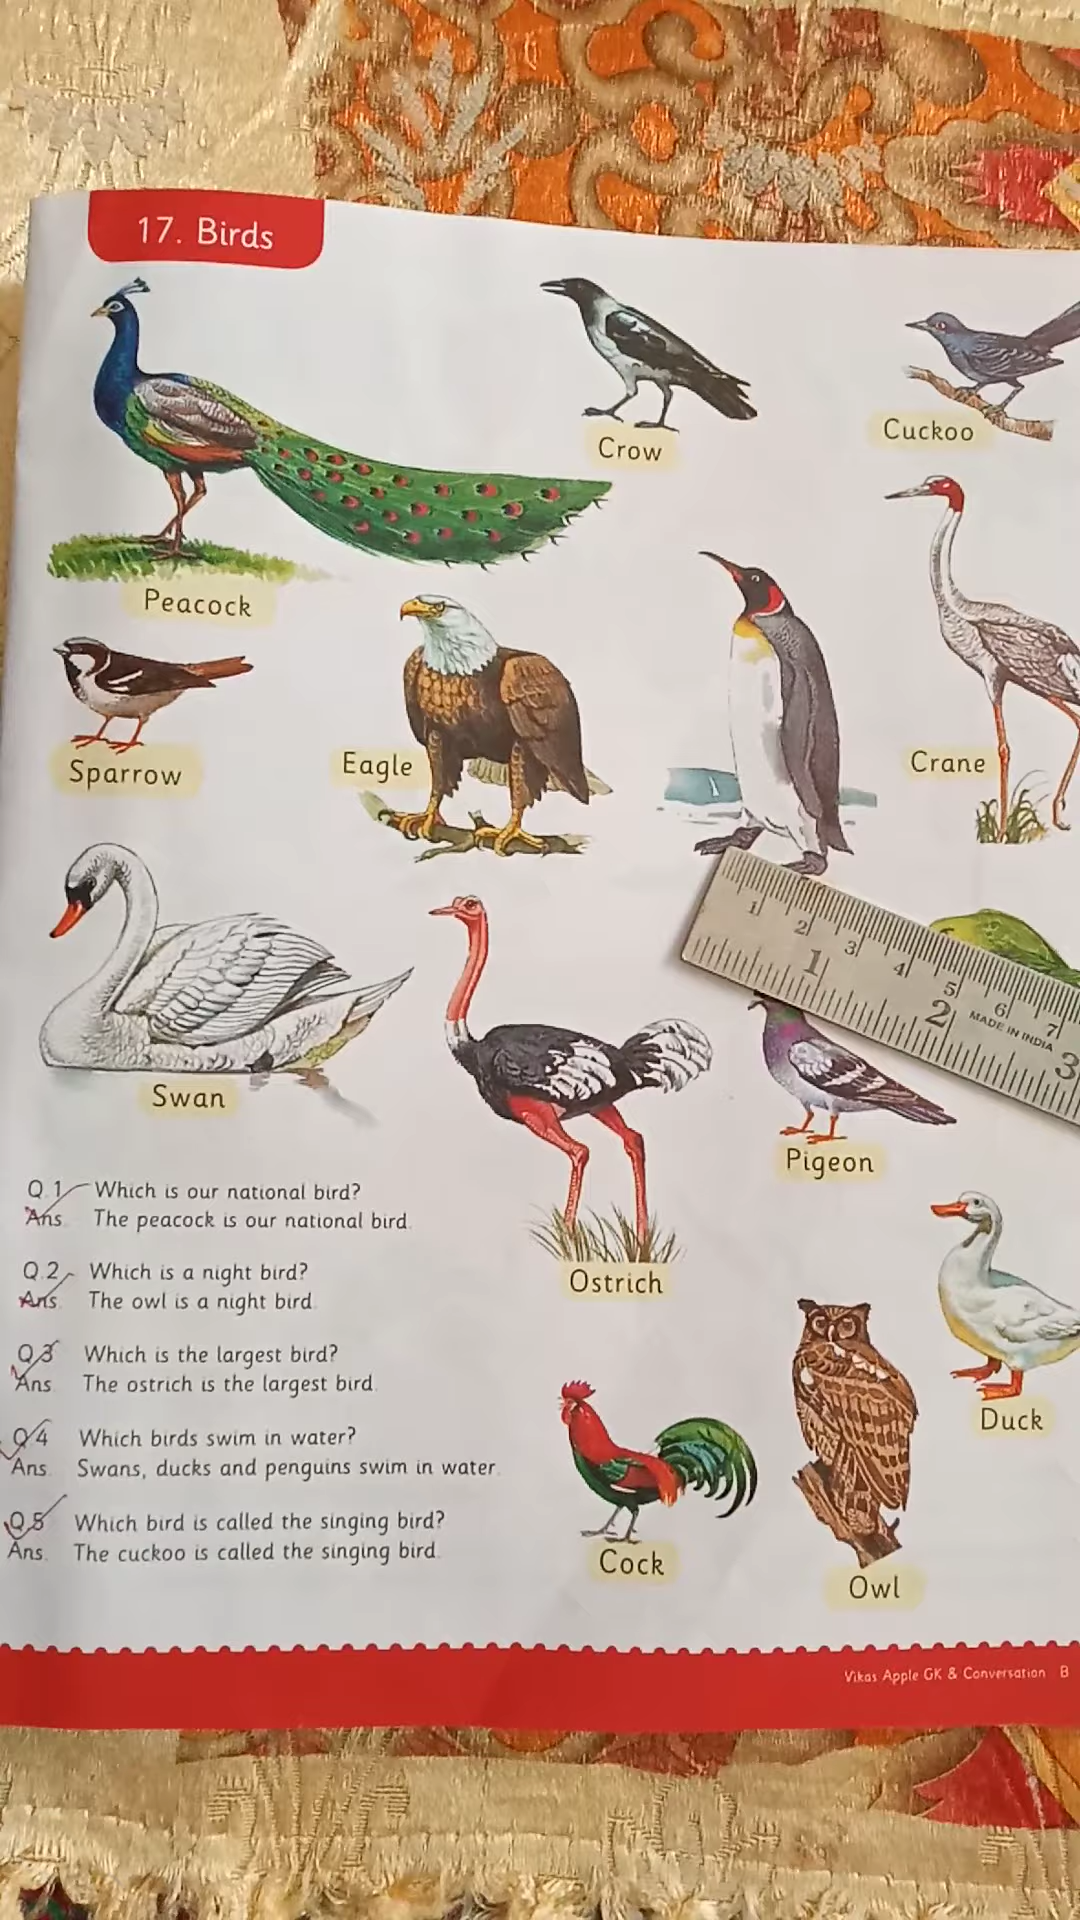 17. Birds
Crow
Cuckoo
Peacock
Sparrow
Eagle
Crane
1 2 3 4 5 6 7
MADE IN INDIA
1 2 3
Swan
Pigeon
Ostrich
Duck
Cock
Owl
Q.1 Which is our national bird?
Ans. The peacock is our national bird.
Q.2 Which is a night bird?
Ans. The owl is a night bird.
Q.3 Which is the largest bird?
Ans. The ostrich is the largest bird.
Q.4 Which birds swim in water?
Ans. Swans, ducks and penguins swim in water.
Q.5 Which bird is called the singing bird?
Ans. The cuckoo is called the singing bird.
Vikas Apple GK & Conversation B